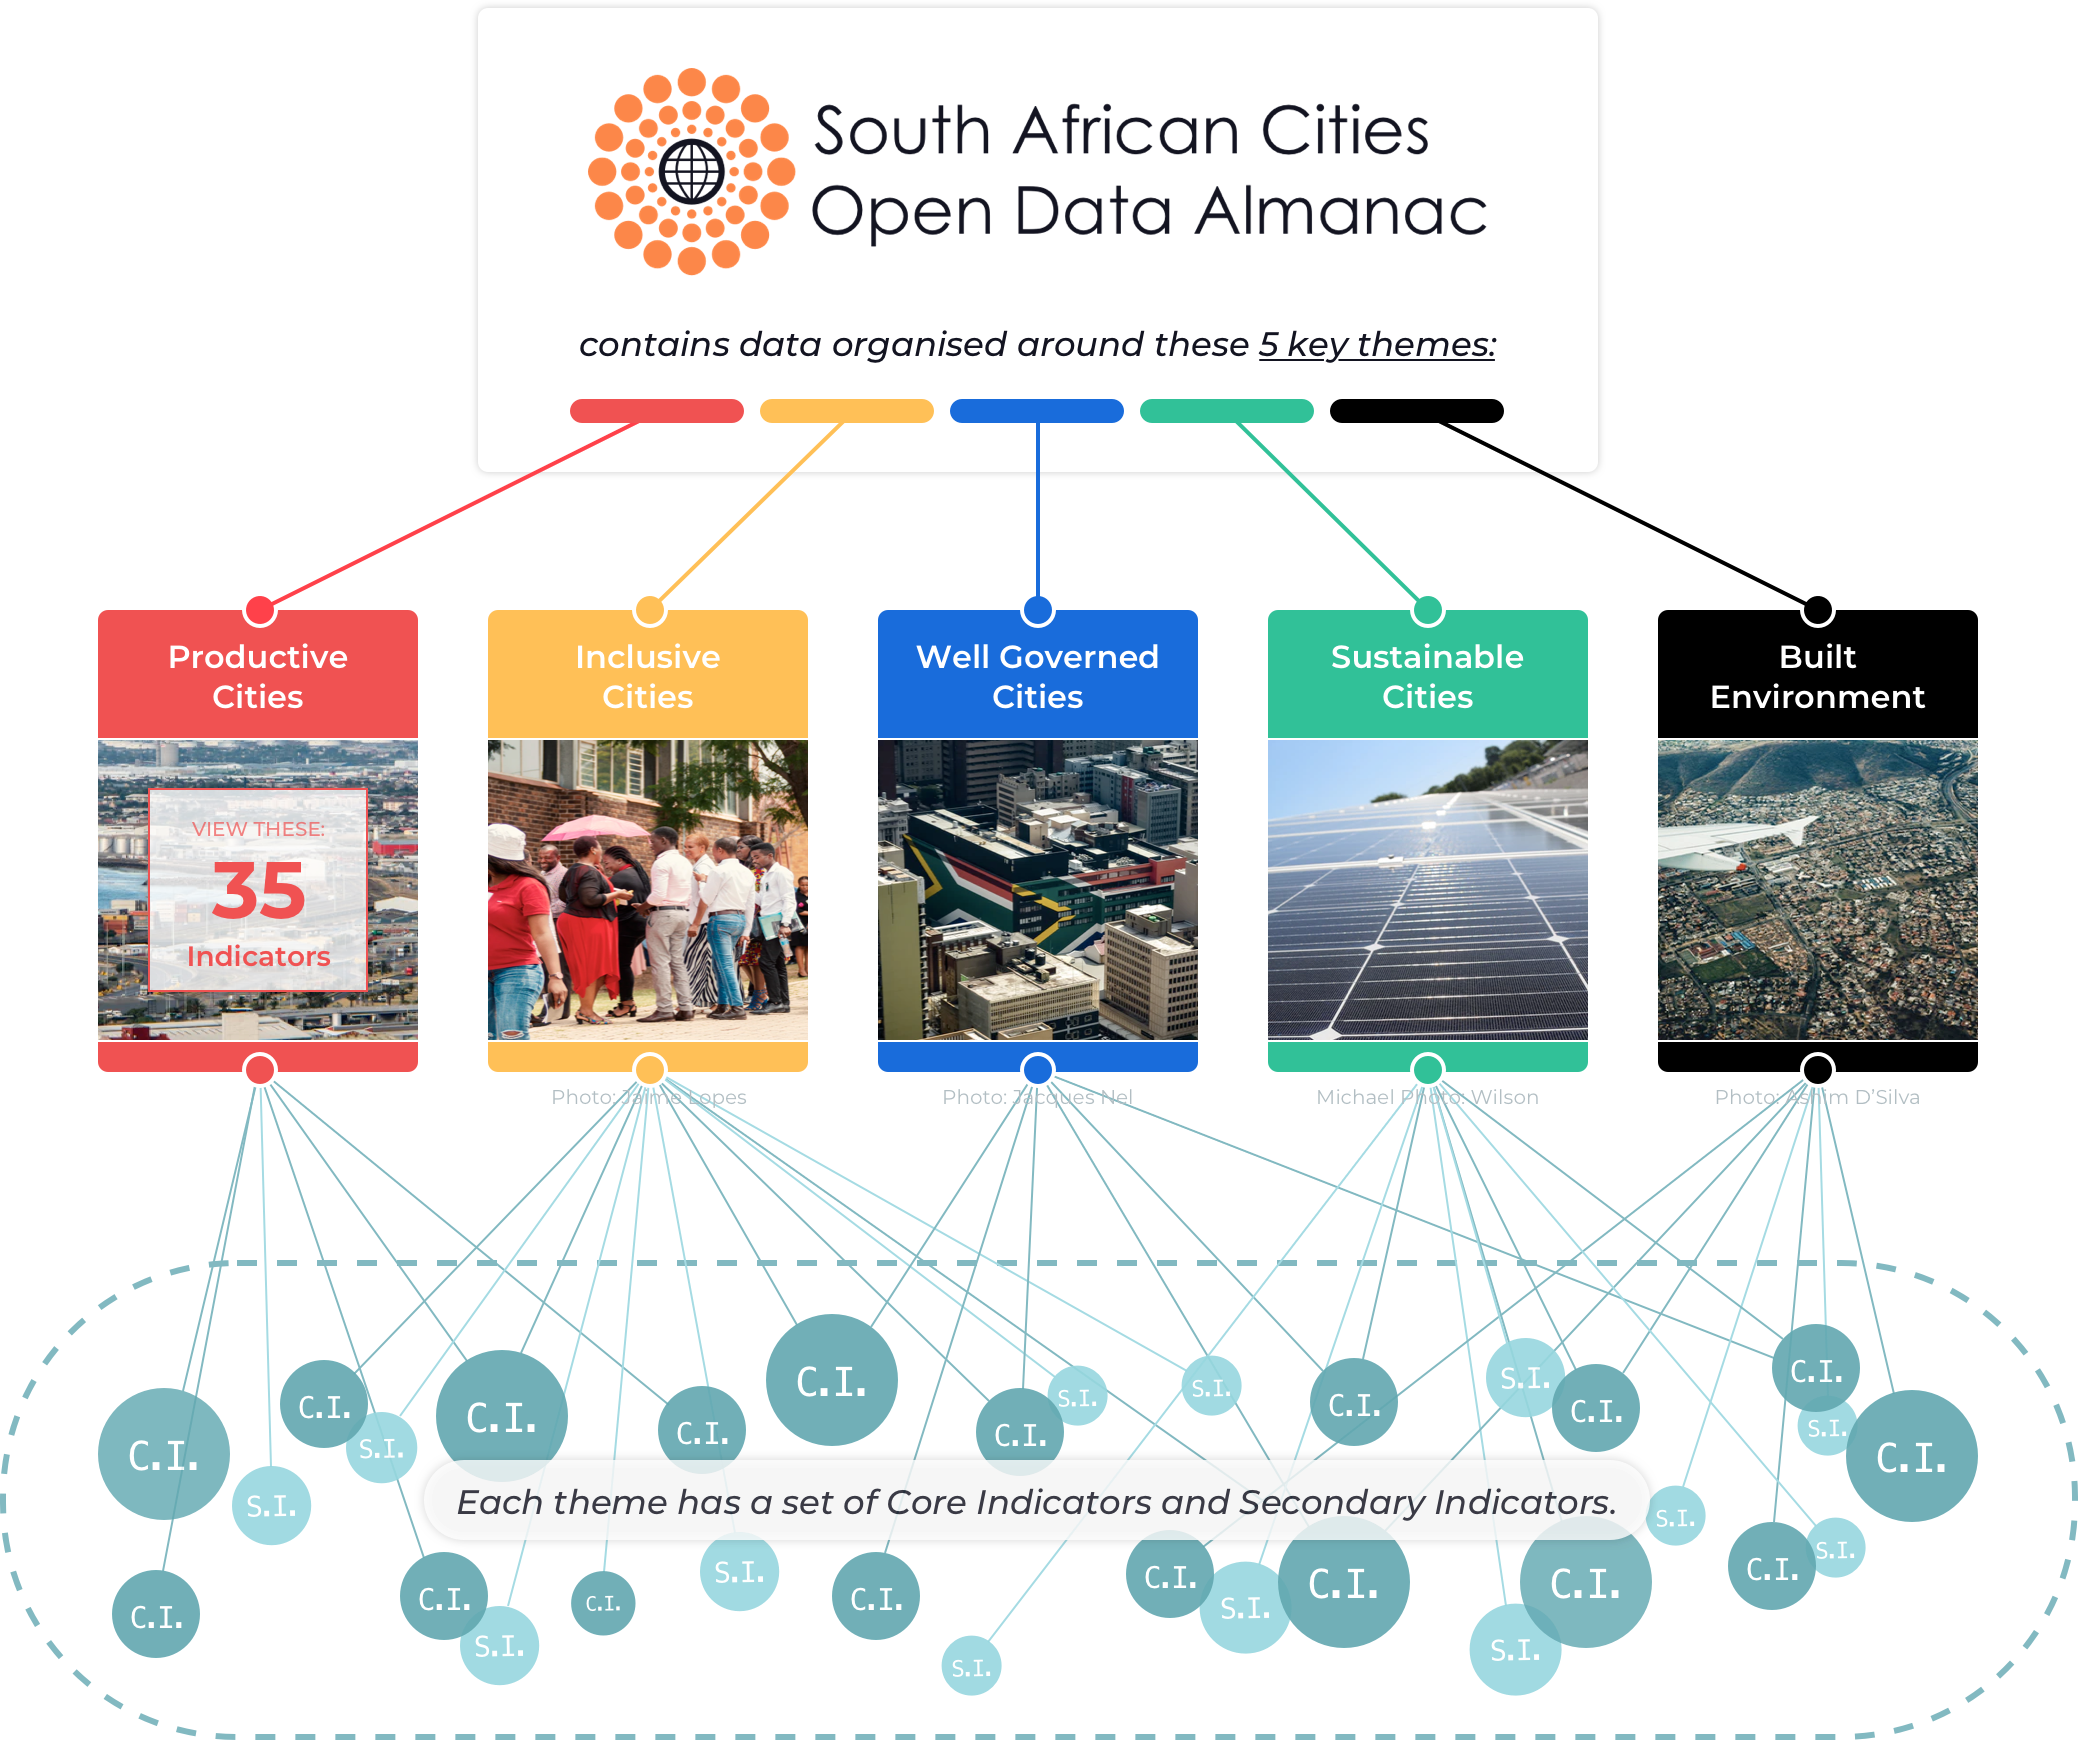 South African Cities
Open Data Almanac
contains data organised around these 5 key themes:
Productive
Cities
Inclusive
Cities
Well Governed
Cities
Sustainable
Cities
Built
Environment
VIEW THESE:
35
Indicators
Photo: Jaime Lopes
Photo: Jacques Nel
Michael Photo: Wilson
Photo: Ashim D'Silva
C.I.
S.I.
C.I.
S.I.
C.I.
C.I.
C.I.
C.I.
S.I.
S.I.
C.I.
S.I.
C.I.
C.I.
S.I.
C.I.
Each theme has a set of Core Indicators and Secondary Indicators.
C.I.
C.I.
S.I.
C.I.
S.I.
C.I.
S.I.
C.I.
S.I.
C.I.
S.I.
C.I.
S.I.
C.I.
S.I.